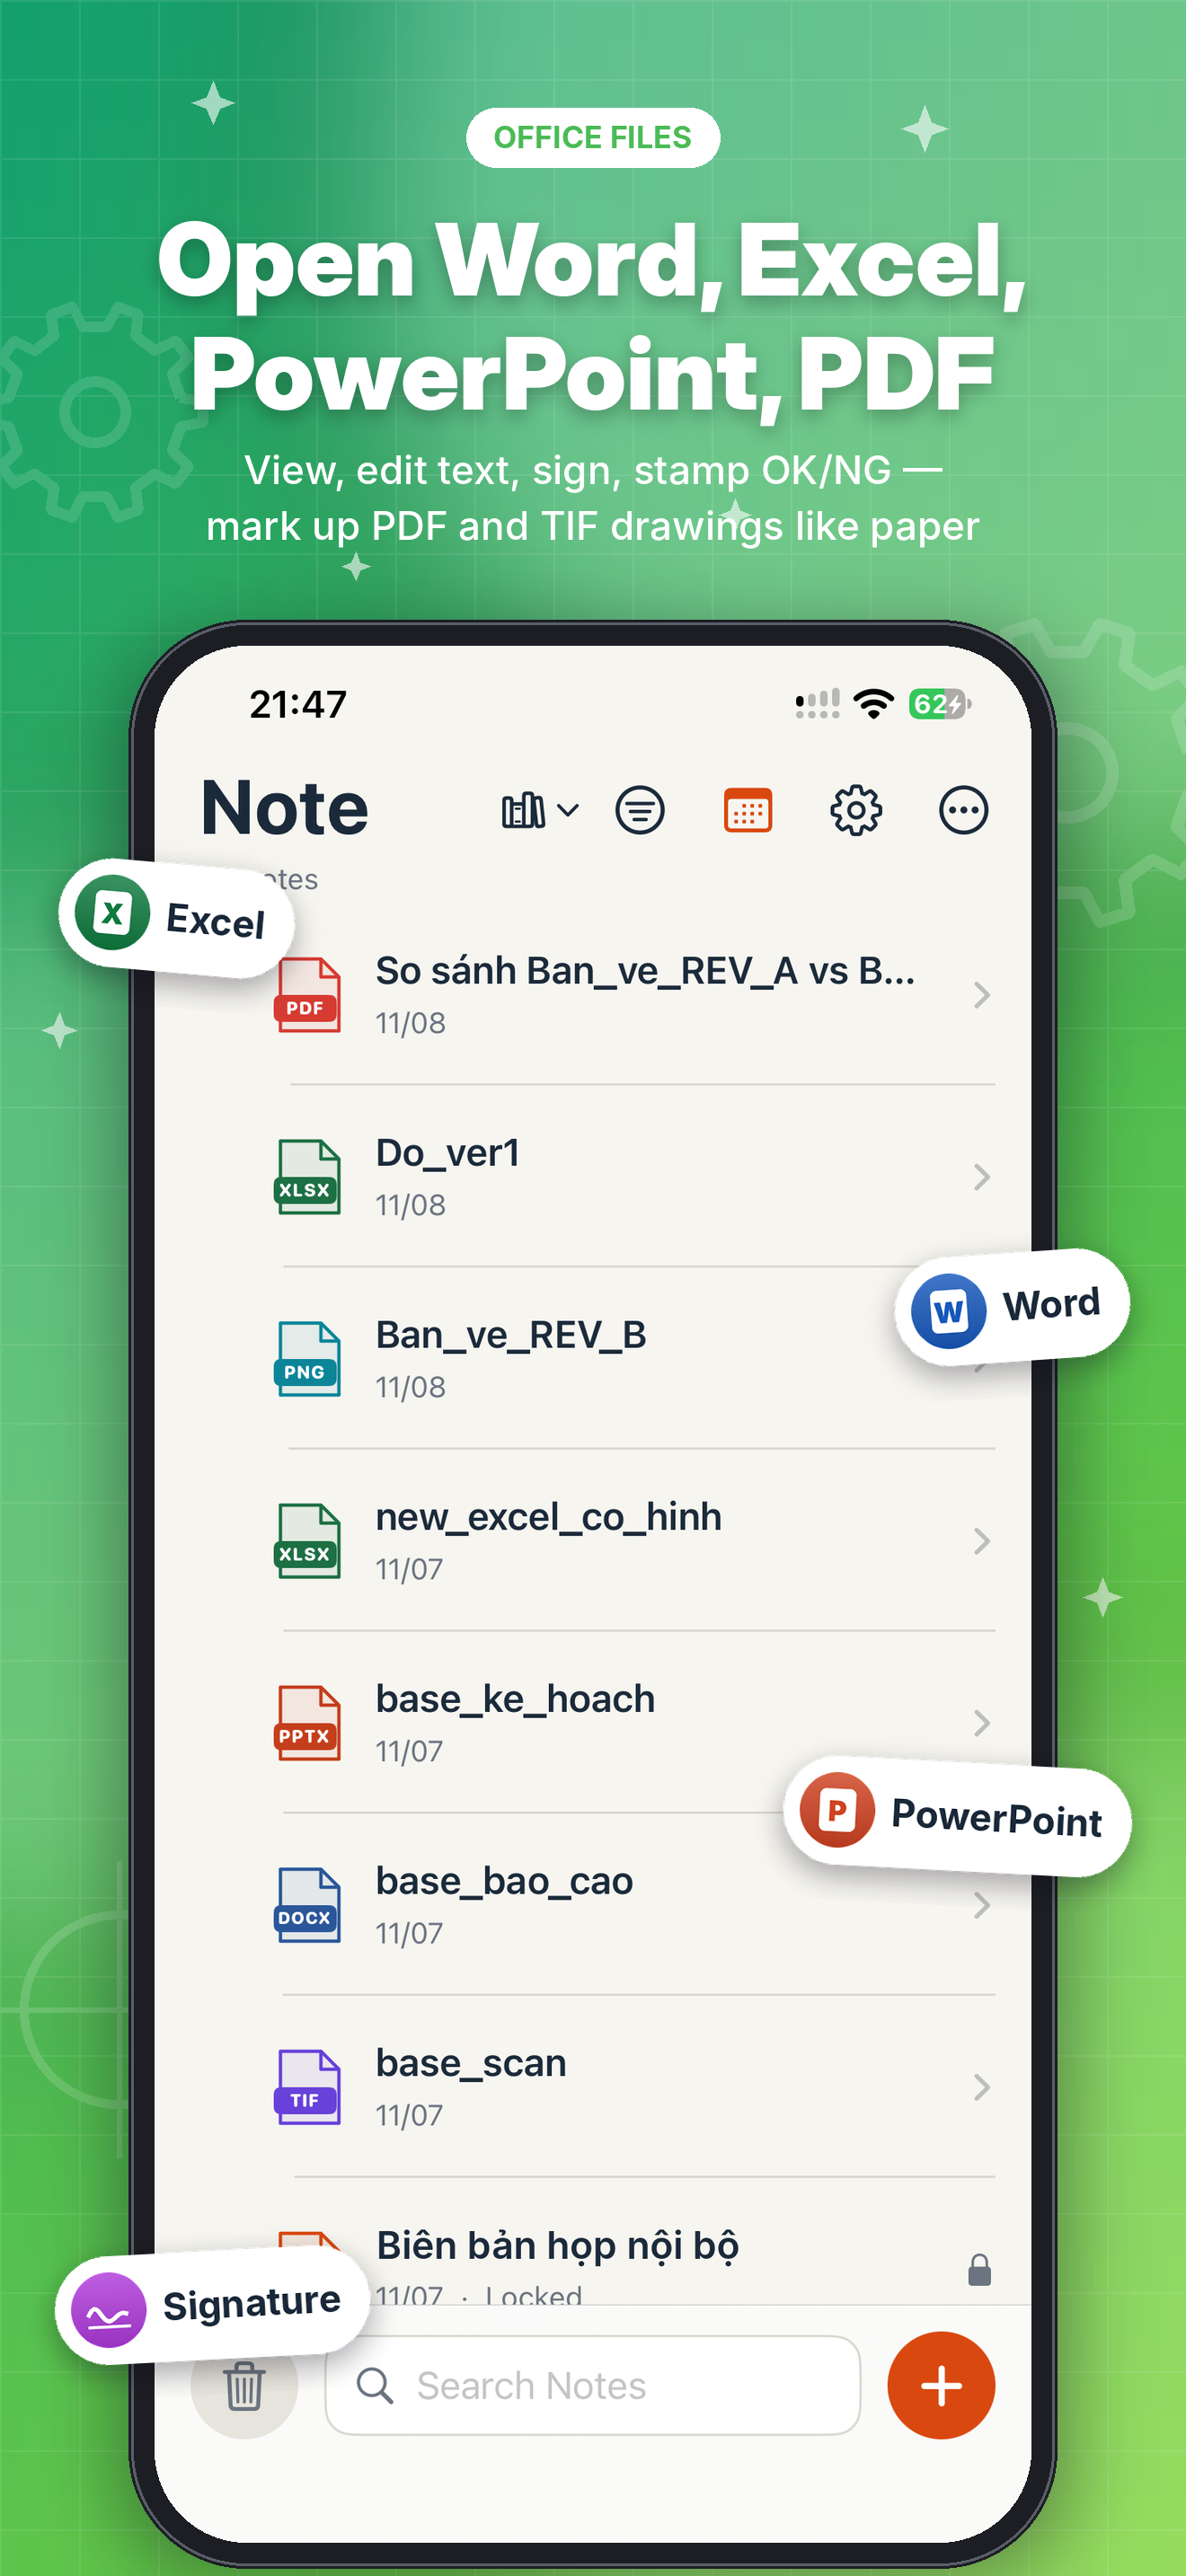 OFFICE FILES
Open Word, Excel,
PowerPoint, PDF
View, edit text, sign, stamp OK/NG —
mark up PDF and TIF drawings like paper
21:47
62
Note
Excel
PDF
So sánh Ban_ve_REV_A vs B...
11/08
XLSX
Do_ver1
11/08
Word
PNG
Ban_ve_REV_B
11/08
XLSX
new_excel_co_hinh
11/07
PPTX
base_ke_hoach
11/07
PowerPoint
DOCX
base_bao_cao
11/07
TIF
base_scan
11/07
Biên bản họp nội bộ
11/07 · Locked
Signature
Search Notes